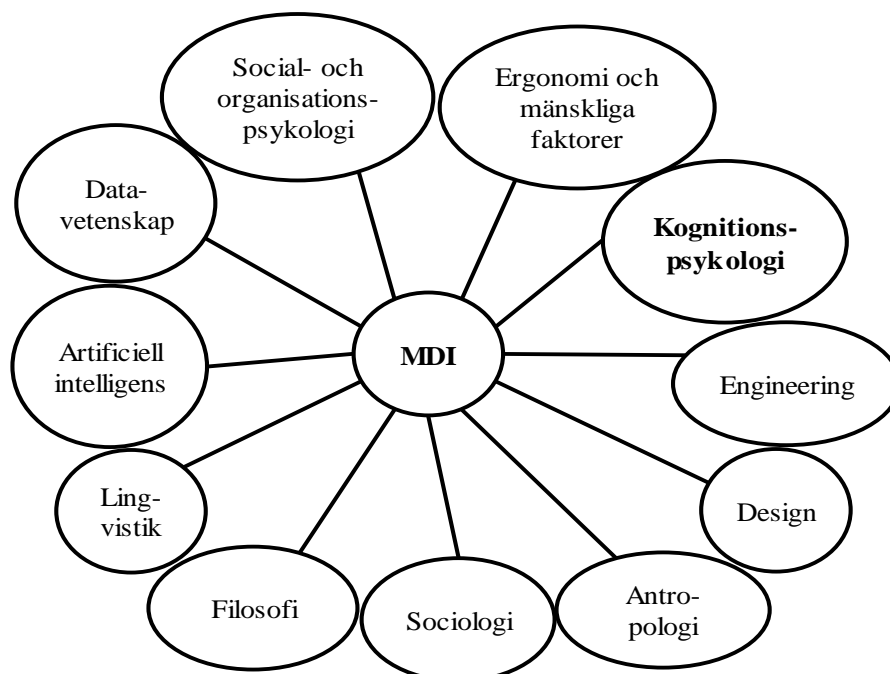 Social- och
organisations-
psykologi
Ergonomi och
mänskliga
faktorer
Data-
vetenskap
Kognitions-
psykologi
Artificiell
intelligens
MDI
Engineering
Ling-
vistik
Design
Filosofi
Sociologi
Antro-
pologi